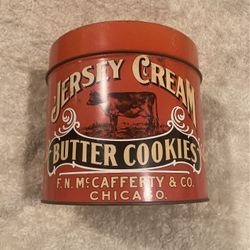 JERSEY CREAM
BUTTER COOKIES
F.N. McCAFFERTY & CO.
CHICAGO.